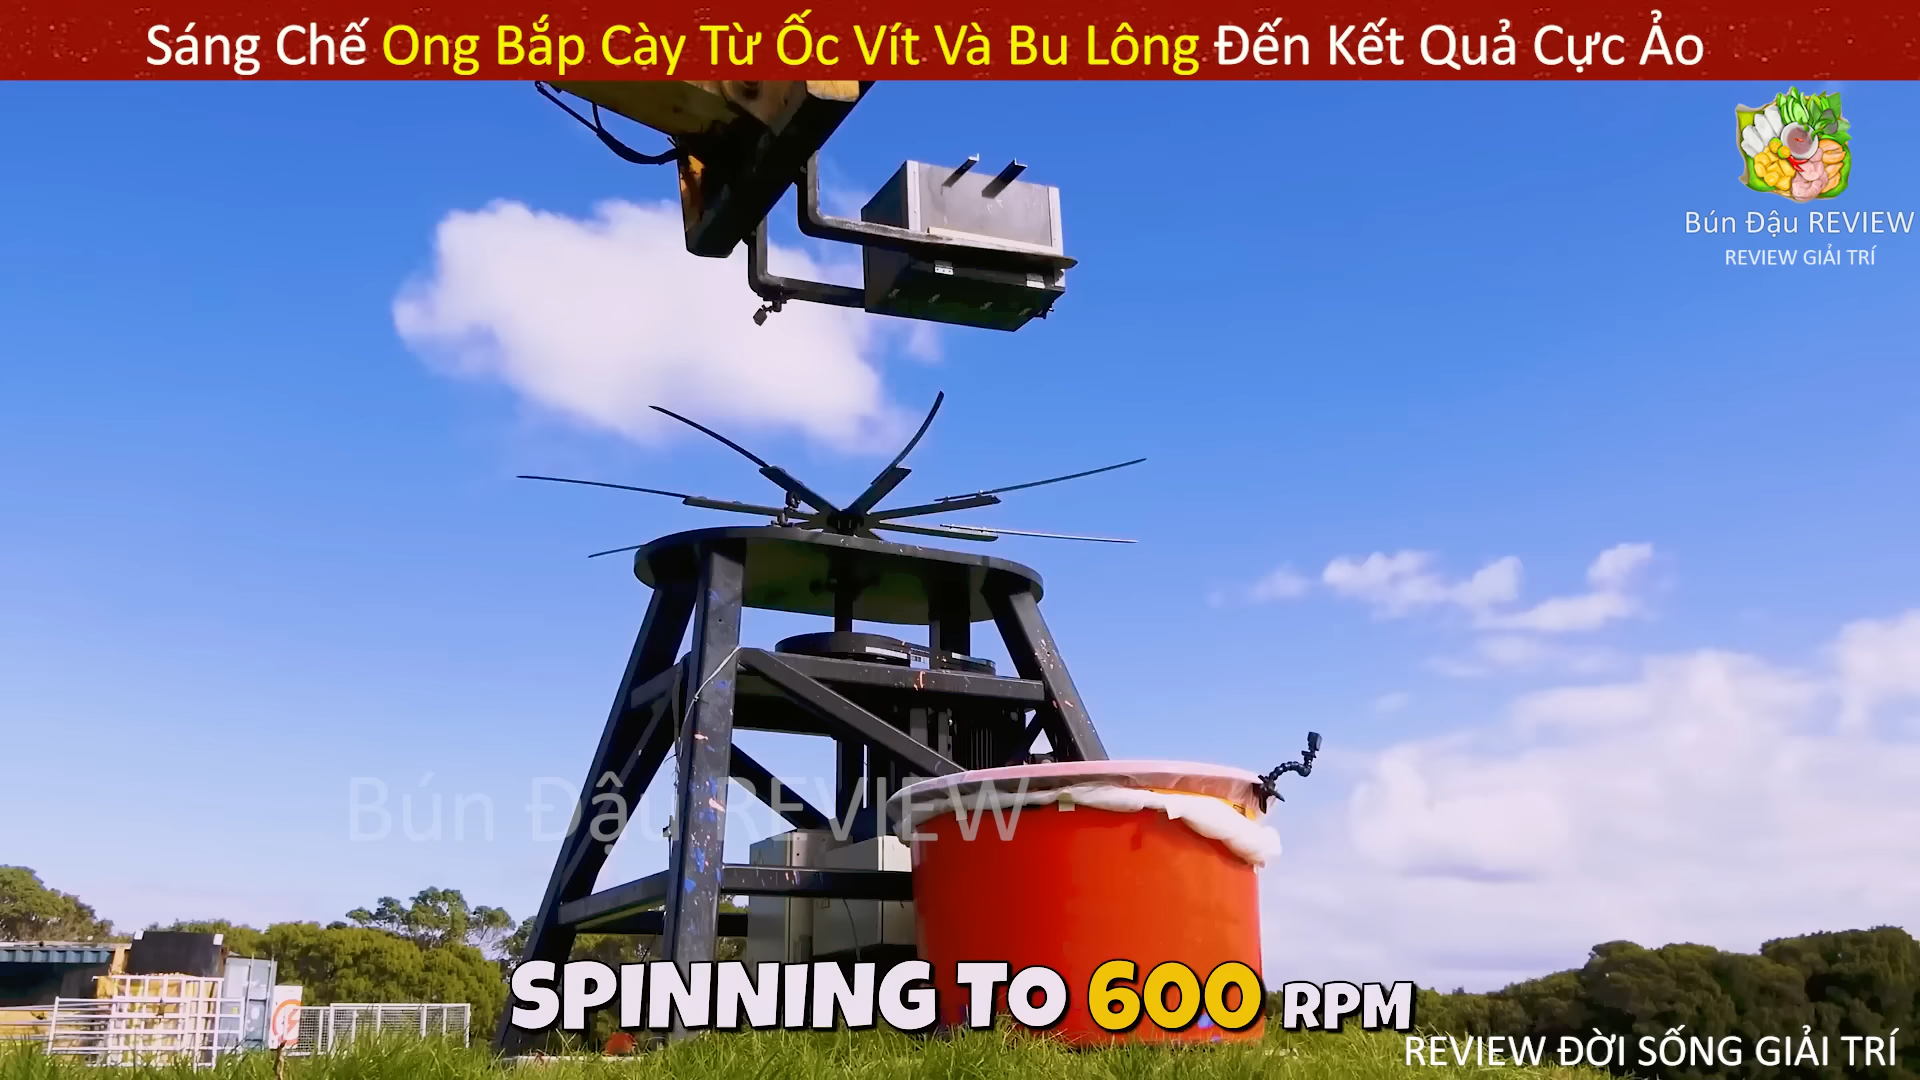 Sáng Chế Ong Bắp Cày Từ Ốc Vít Và Bu Lông Đến Kết Quả Cực Ảo
Bún Đậu REVIEW
REVIEW GIẢI TRÍ
Bún Đậu REVIEW
SPINNING TO 600 RPM
REVIEW ĐỜI SỐNG GIẢI TRÍ